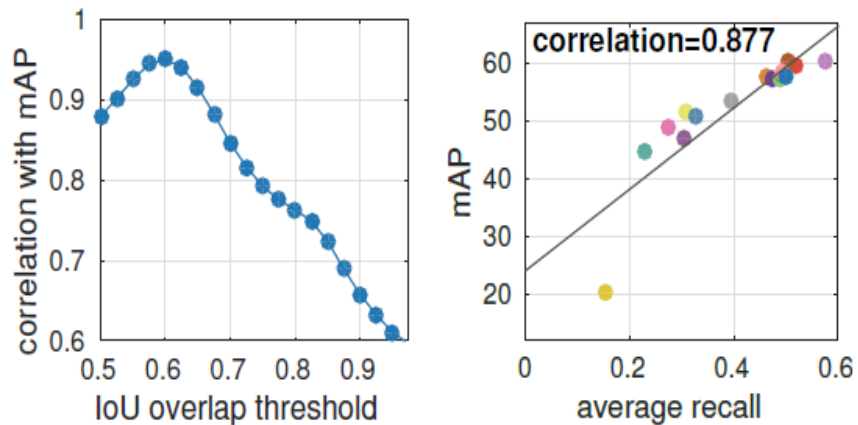 correlation with mAP
1
0.9
0.8
0.7
0.6
0.5 0.6 0.7 0.8 0.9
IoU overlap threshold
correlation=0.877
mAP
60
50
40
30
20
0 0.2 0.4 0.6
average recall